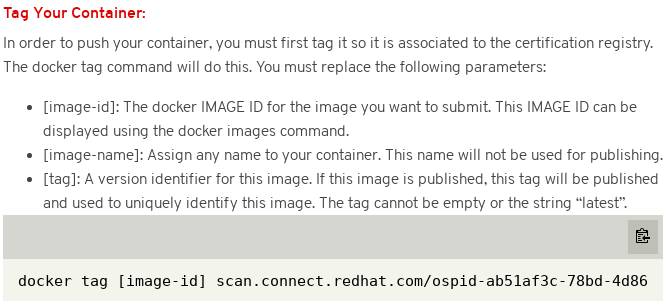 Tag Your Container:
In order to push your container, you must first tag it so it is associated to the certification registry.
The docker tag command will do this. You must replace the following parameters:
• [image-id]: The docker IMAGE ID for the image you want to submit. This IMAGE ID can be
displayed using the docker images command.
• [image-name]: Assign any name to your container. This name will not be used for publishing.
• [tag]: A version identifier for this image. If this image is published, this tag will be published
and used to uniquely identify this image. The tag cannot be empty or the string “latest”.
docker tag [image-id] scan.connect.redhat.com/ospid-ab51af3c-78bd-4d86